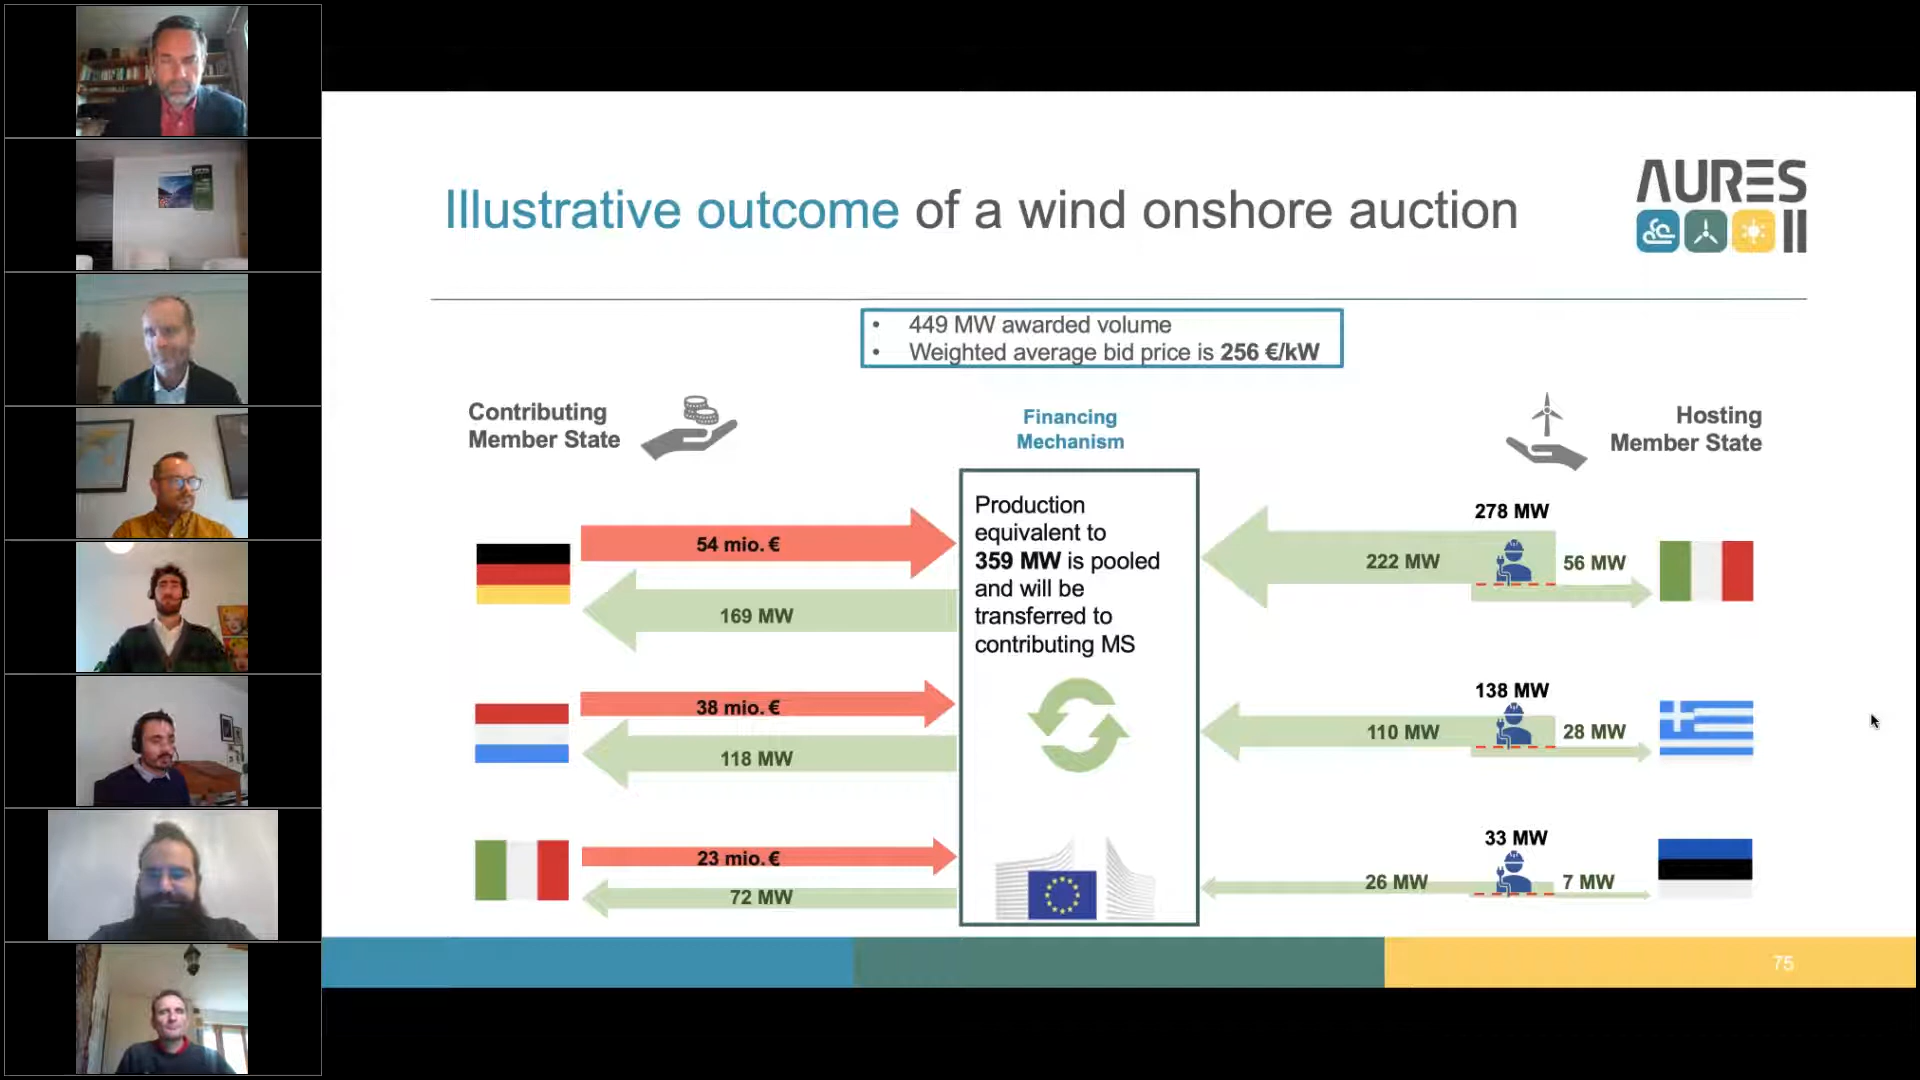 Illustrative outcome of a wind onshore auction
AURES
II
• 449 MW awarded volume
• Weighted average bid price is 256 €/kW
Contributing
Member State
Financing
Mechanism
Hosting
Member State
Production
equivalent to
359 MW is pooled
and will be
transferred to
contributing MS
54 mio. €
169 MW
38 mio. €
118 MW
23 mio. €
72 MW
278 MW
222 MW
56 MW
138 MW
110 MW
28 MW
33 MW
26 MW
7 MW
75